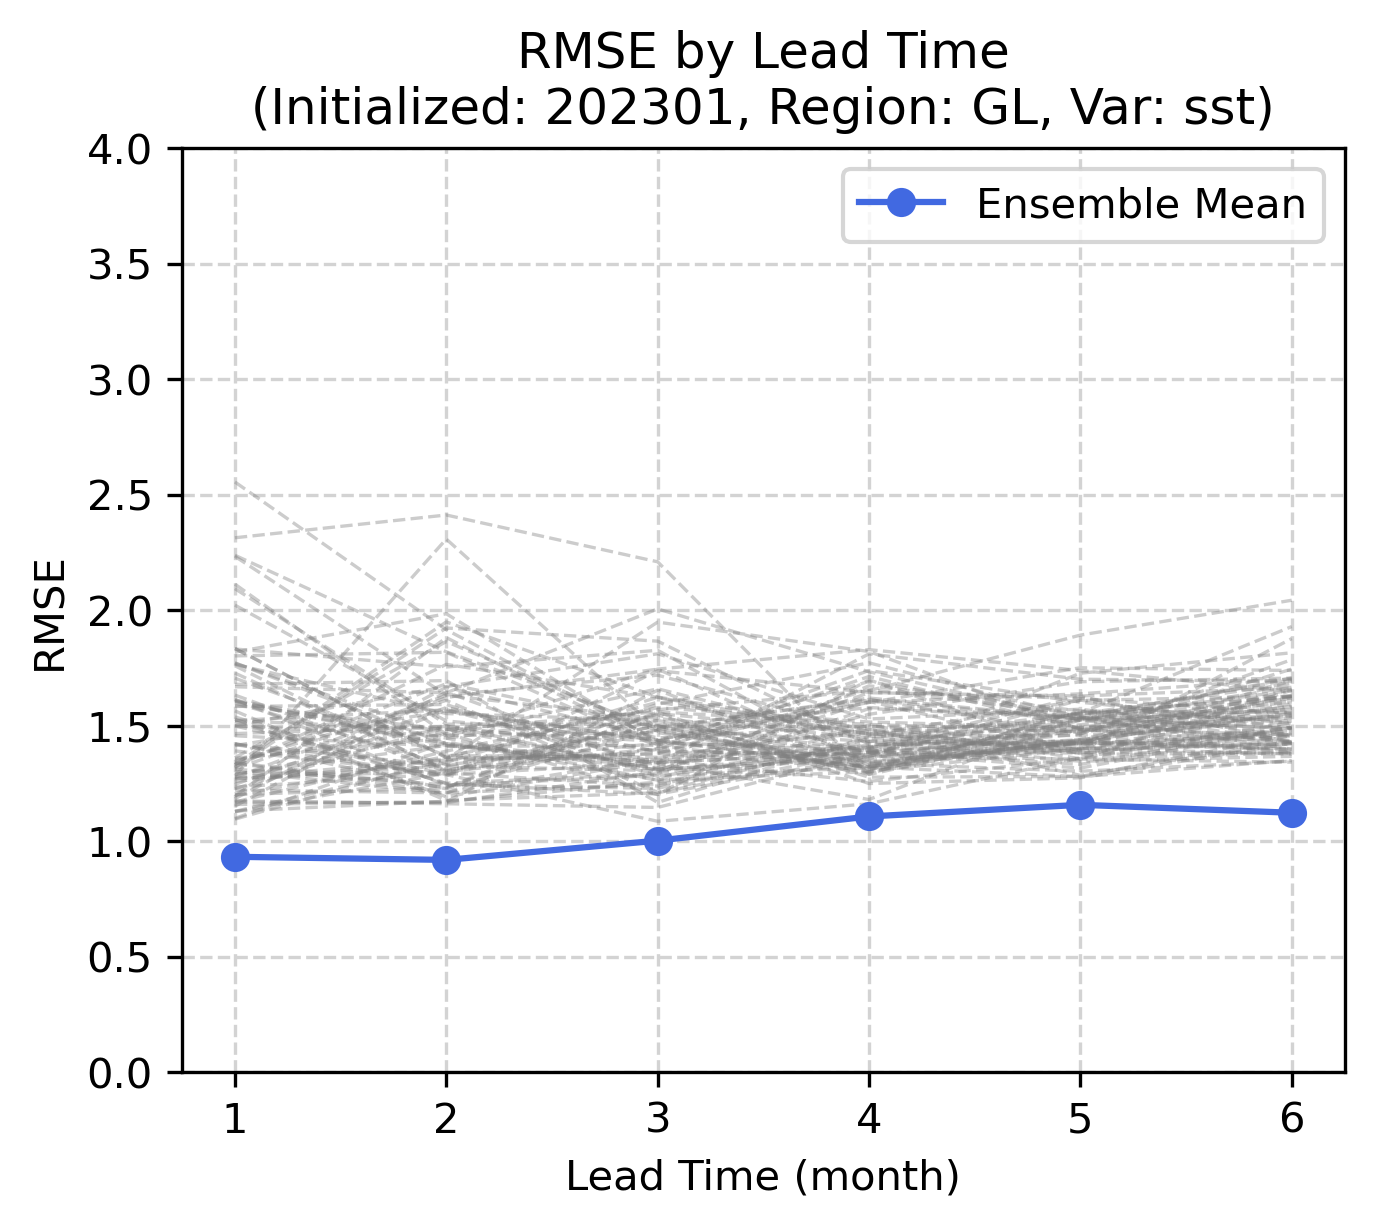 RMSE by Lead Time
(Initialized: 202301, Region: GL, Var: sst)
4.0
3.5
3.0
2.5
2.0
1.5
1.0
0.5
0.0
RMSE
Ensemble Mean
1 2 3 4 5 6
Lead Time (month)